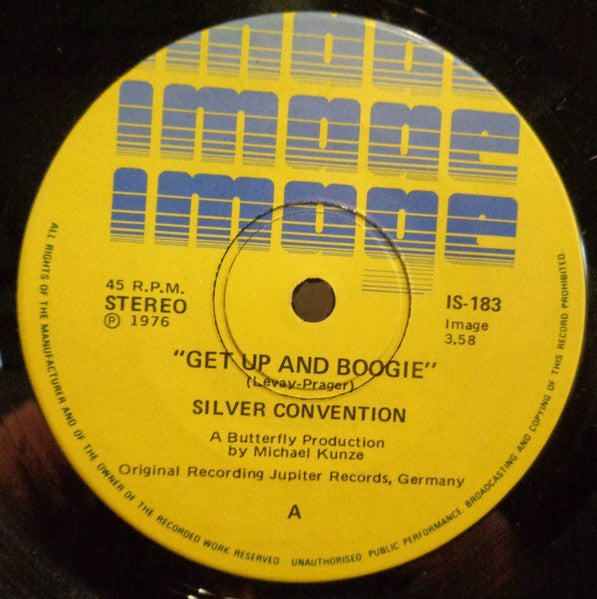 image
image
image
45 R.P.M.
STEREO
Ⓟ 1976
IS-183
Image
3.58
"GET UP AND BOOGIE"
(Levay-Prager)
SILVER CONVENTION
A Butterfly Production
by Michael Kunze
Original Recording Jupiter Records, Germany
A
ALL RIGHTS OF THE MANUFACTURER AND OF THE OWNER OF THE RECORDED WORK RESERVED. UNAUTHORISED PUBLIC PERFORMANCE, BROADCASTING AND COPYING OF THIS RECORD PROHIBITED.